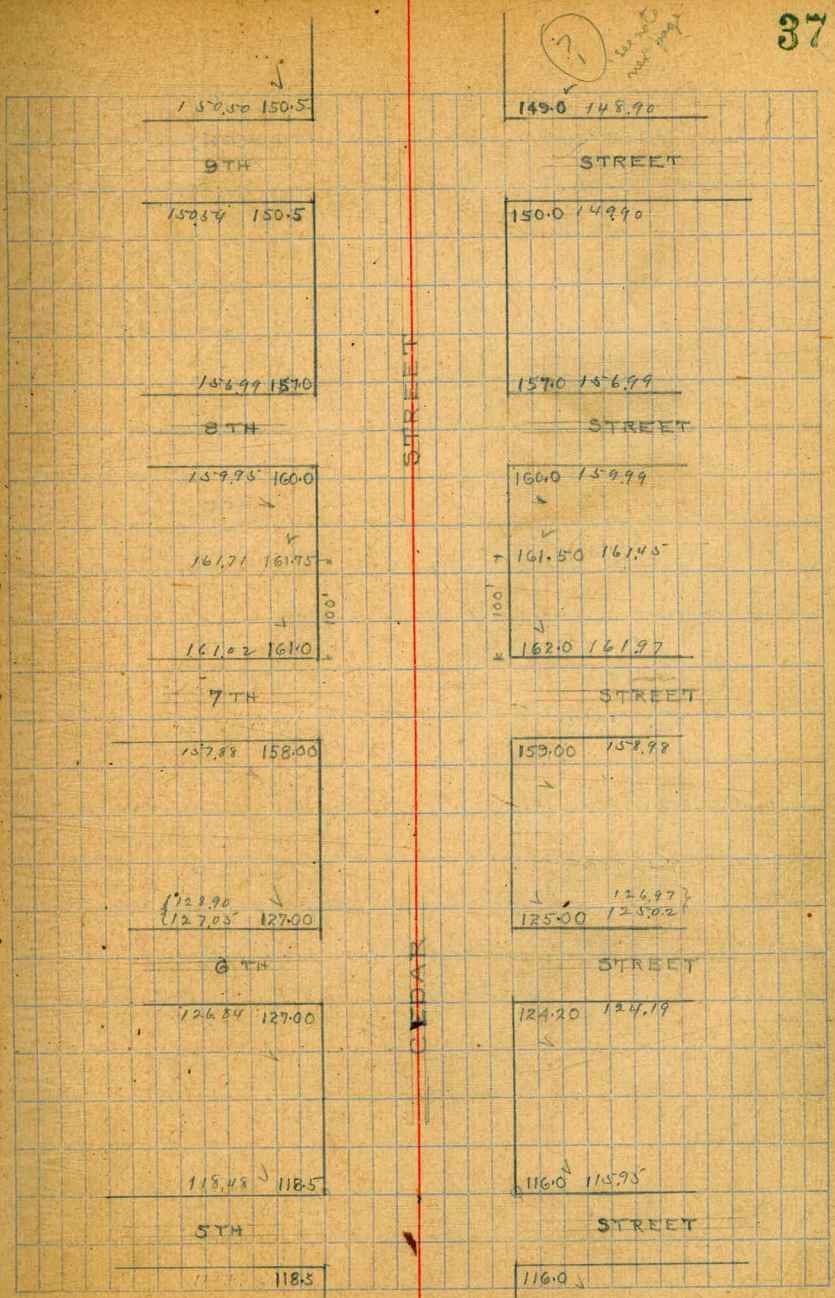 37
?
see note
150.50 150.5 149.0 148.90
9TH STREET
150.54 150.5 150.0 149.90
156.99 157.0 157.0 156.99
STREET
8TH STREET
159.95 160.0 160.0 159.99
161.71 161.75 161.50 161.45
100' 100'
161.02 161.0 162.0 161.97
7TH STREET
157.88 158.00 159.00 158.98
128.90 126.97
127.05 127.00 125.00 125.02
6TH STREET
CEDAR
126.84 127.00 124.20 124.19
118.48 118.5 116.0 115.95
5TH STREET
118.5 116.0